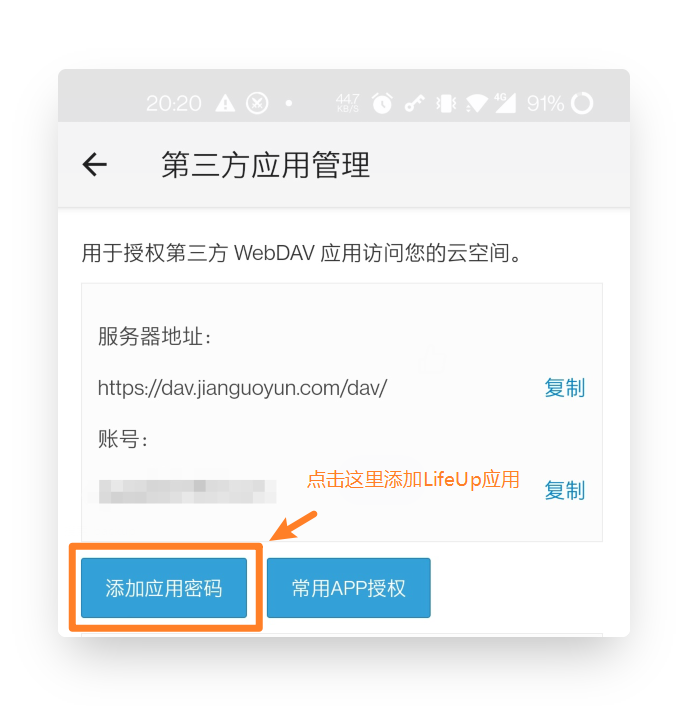 20:20
44.7 KB/S
4G
91%
第三方应用管理
用于授权第三方 WebDAV 应用访问您的云空间。
服务器地址:
https://dav.jianguoyun.com/dav/ 复制
账号:
点击这里添加LifeUp应用 复制
添加应用密码 常用APP授权